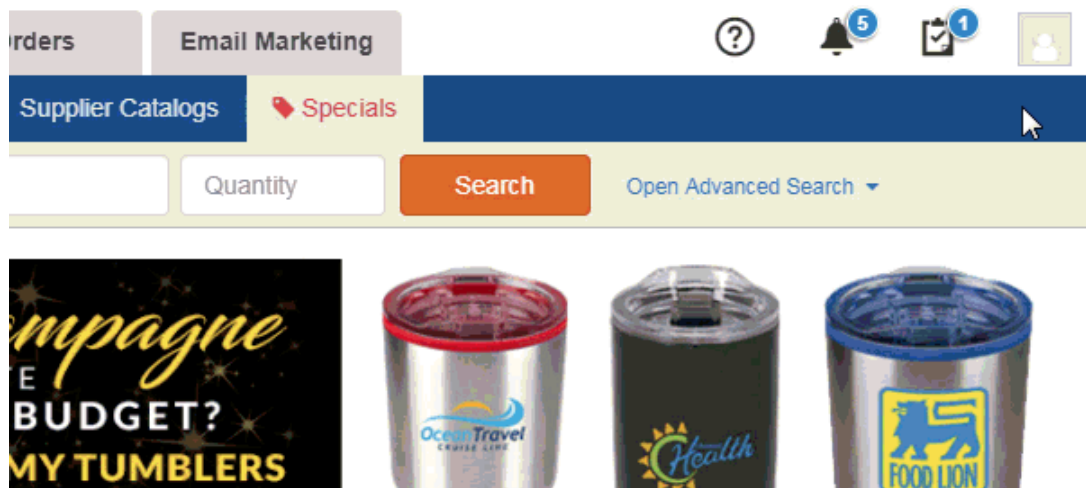 rders
Email Marketing
5
1
Supplier Catalogs
Specials
Quantity
Search
Open Advanced Search
mpagne
TE
BUDGET?
MY TUMBLERS
OceanTravel
CRUISE LINE
Health
FOOD LION